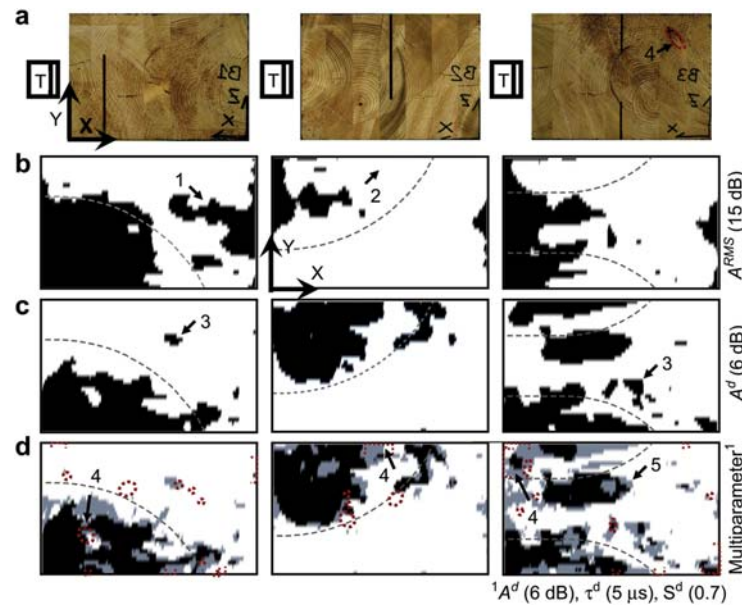 a
T
Y
X
B1
Z
X
T
B2
Z
X
T
4
B3
Z
X
b
1
2
Y
X
A^RMS (15 dB)
c
3
3
A^d (6 dB)
d
4
4
5
4
Multiparameter¹
¹A^d (6 dB), τ^d (5 µs), S^d (0.7)